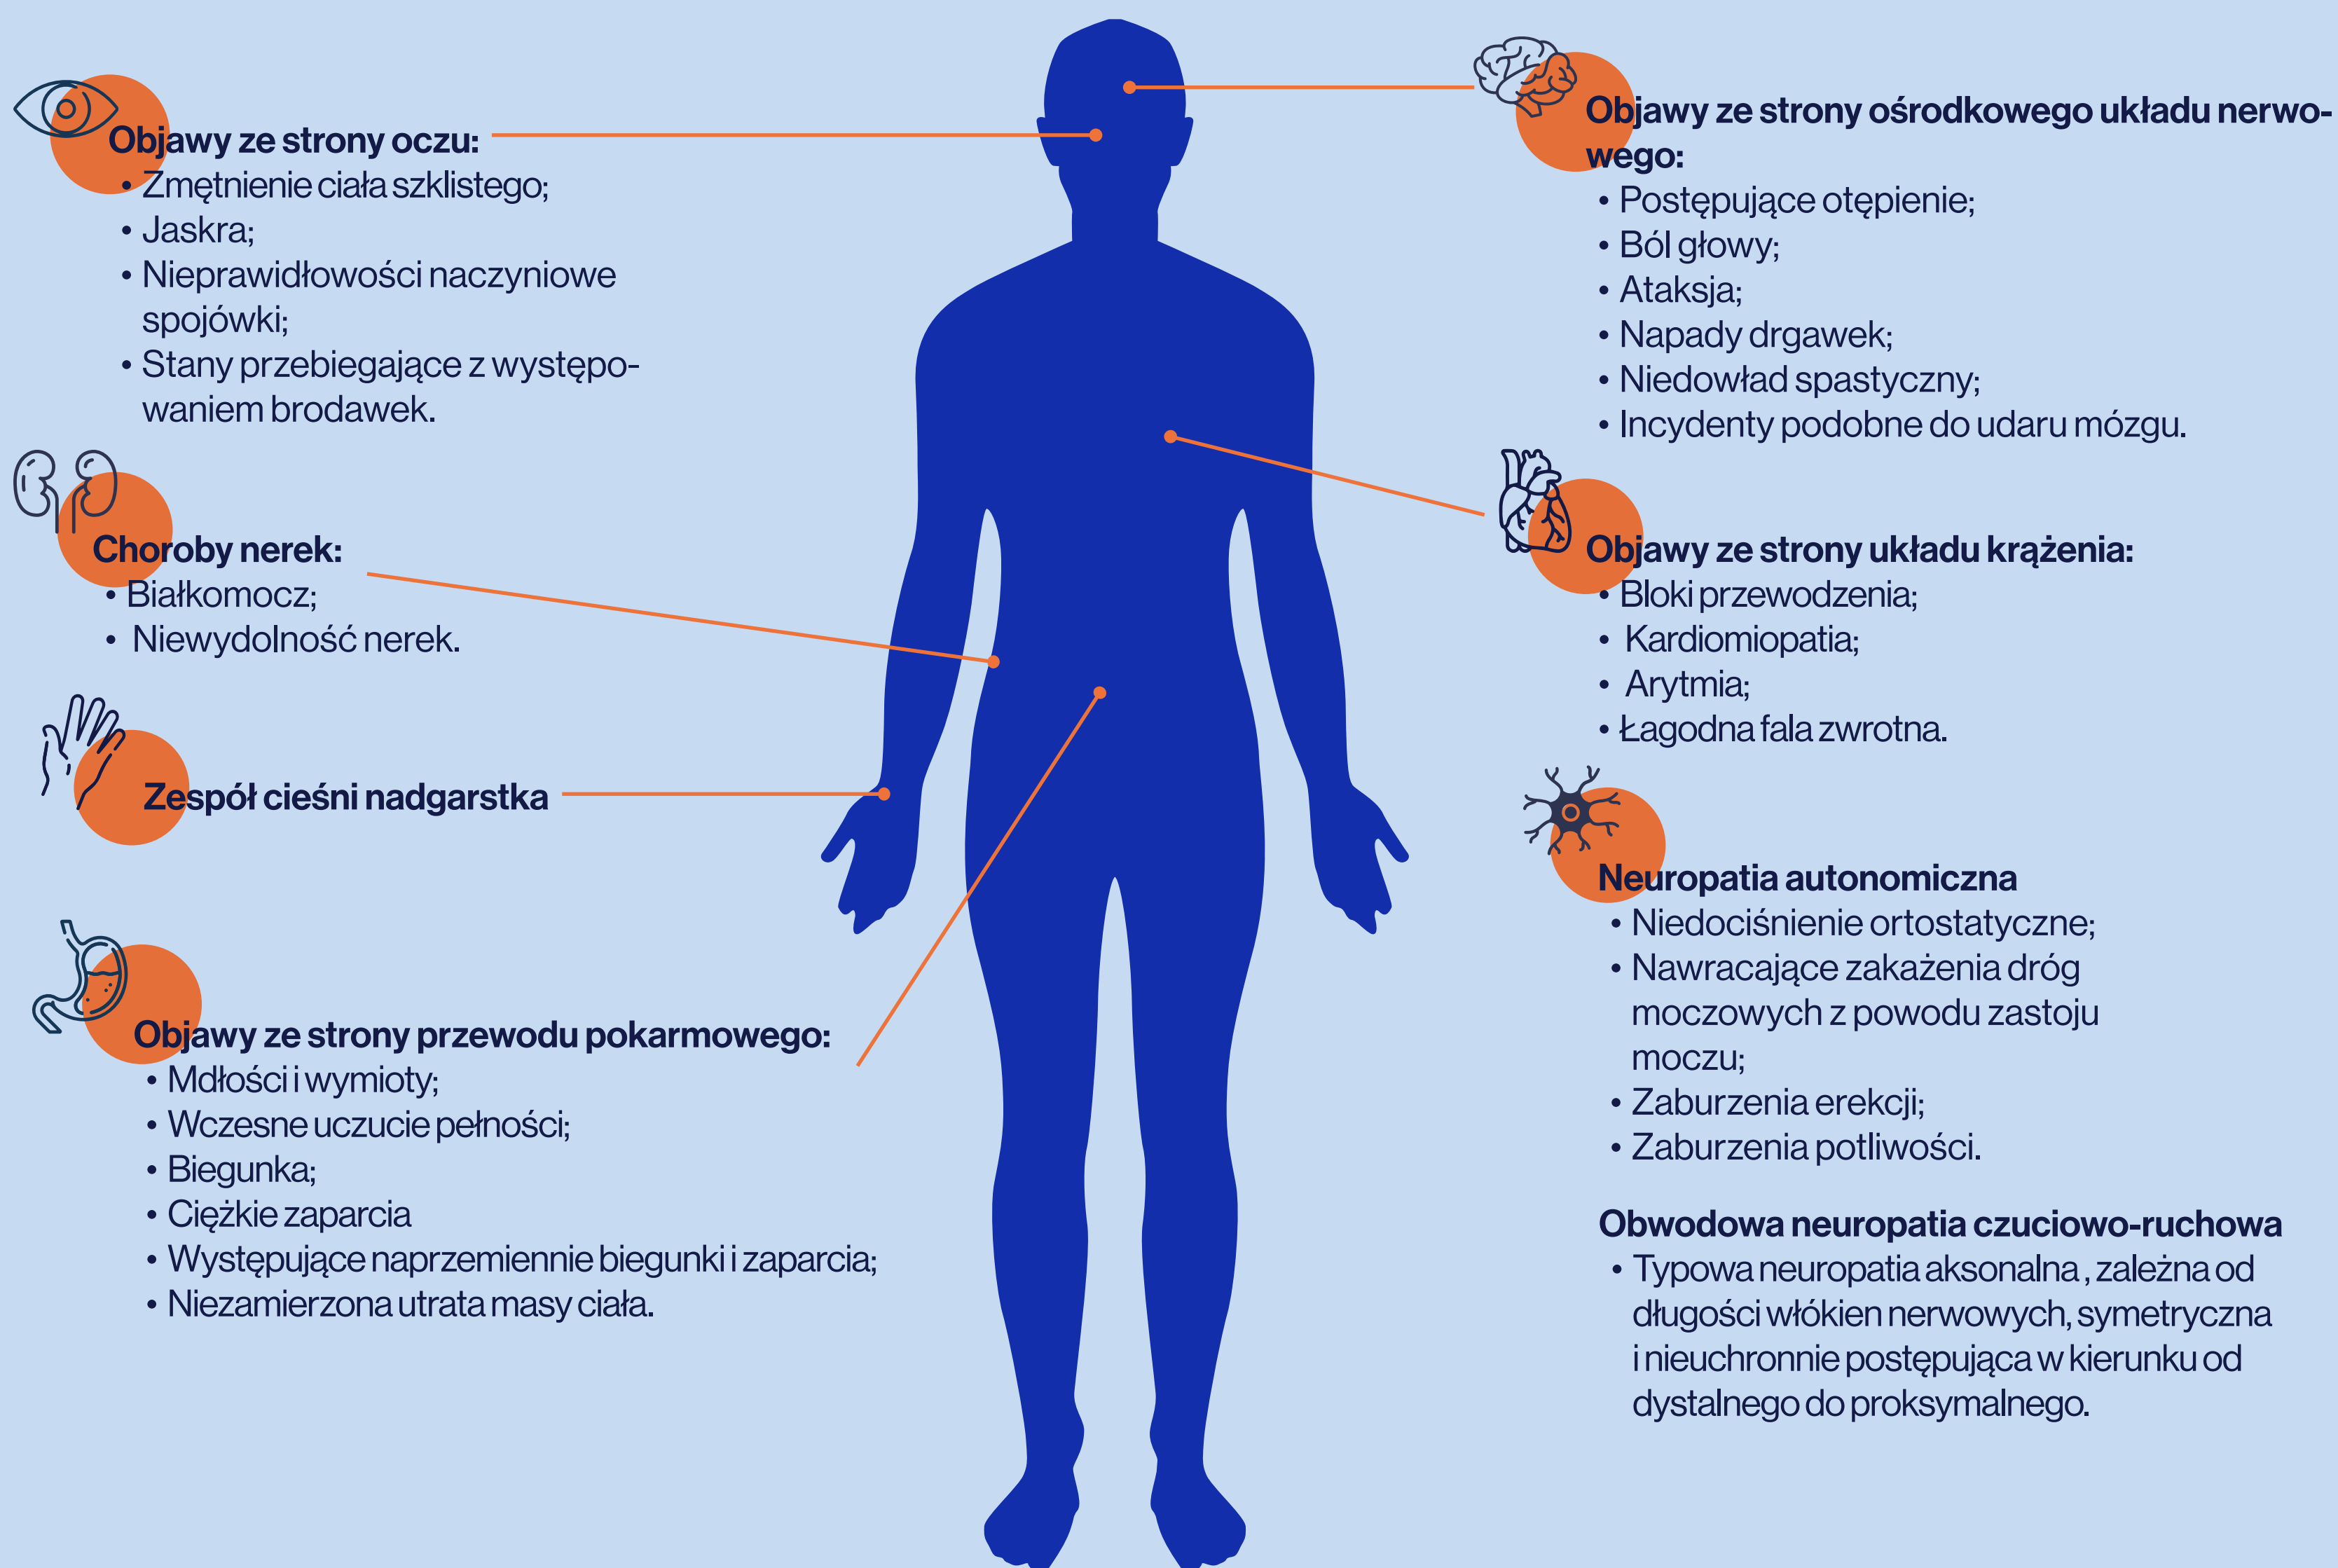 Objawy ze strony oczu:
• Zmętnienie ciała szklistego;
• Jaskra;
• Nieprawidłowości naczyniowe
spojówki;
• Stany przebiegające z występo-
waniem brodawek.
Choroby nerek:
• Białkomocz;
• Niewydolność nerek.
Zespół cieśni nadgarstka
Objawy ze strony przewodu pokarmowego:
• Mdłości i wymioty;
• Wczesne uczucie pełności;
• Biegunka;
• Ciężkie zaparcia
• Występujące naprzemiennie biegunki i zaparcia;
• Niezamierzona utrata masy ciała.
Objawy ze strony ośrodkowego układu nerwo-
wego:
• Postępujące otępienie;
• Ból głowy;
• Ataksja;
• Napady drgawek;
• Niedowład spastyczny;
• Incydenty podobne do udaru mózgu.
Objawy ze strony układu krążenia:
• Bloki przewodzenia;
• Kardiomiopatia;
• Arytmia;
• Łagodna fala zwrotna.
Neuropatia autonomiczna
• Niedociśnienie ortostatyczne;
• Nawracające zakażenia dróg
moczowych z powodu zastoju
moczu;
• Zaburzenia erekcji;
• Zaburzenia potliwości.
Obwodowa neuropatia czuciowo-ruchowa
• Typowa neuropatia aksonalna , zależna od
długości włókien nerwowych, symetryczna
i nieuchronnie postępująca w kierunku od
dystalnego do proksymalnego.